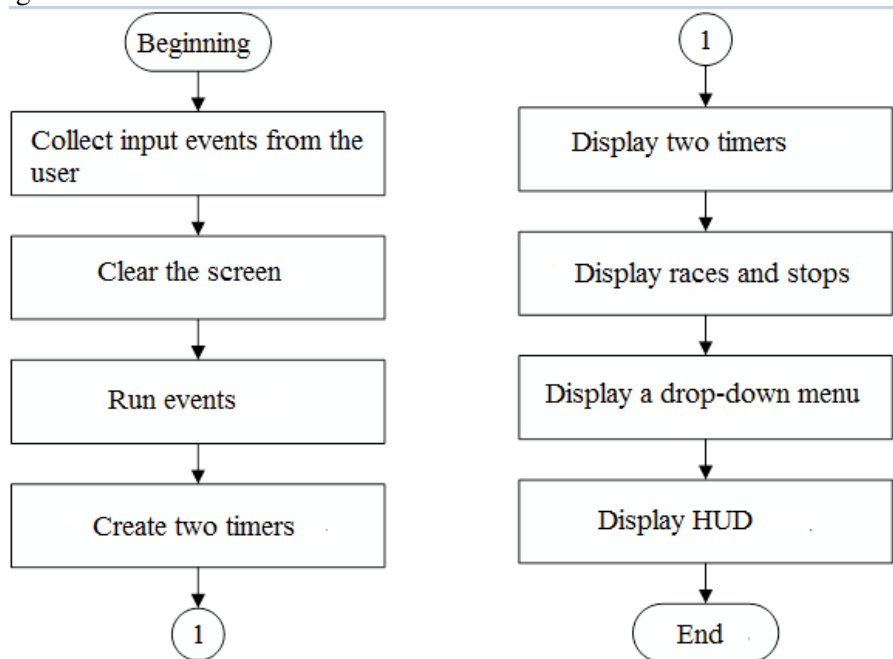 Beginning
Collect input events from the
user
Clear the screen
Run events
Create two timers
1
1
Display two timers
Display races and stops
Display a drop-down menu
Display HUD
End